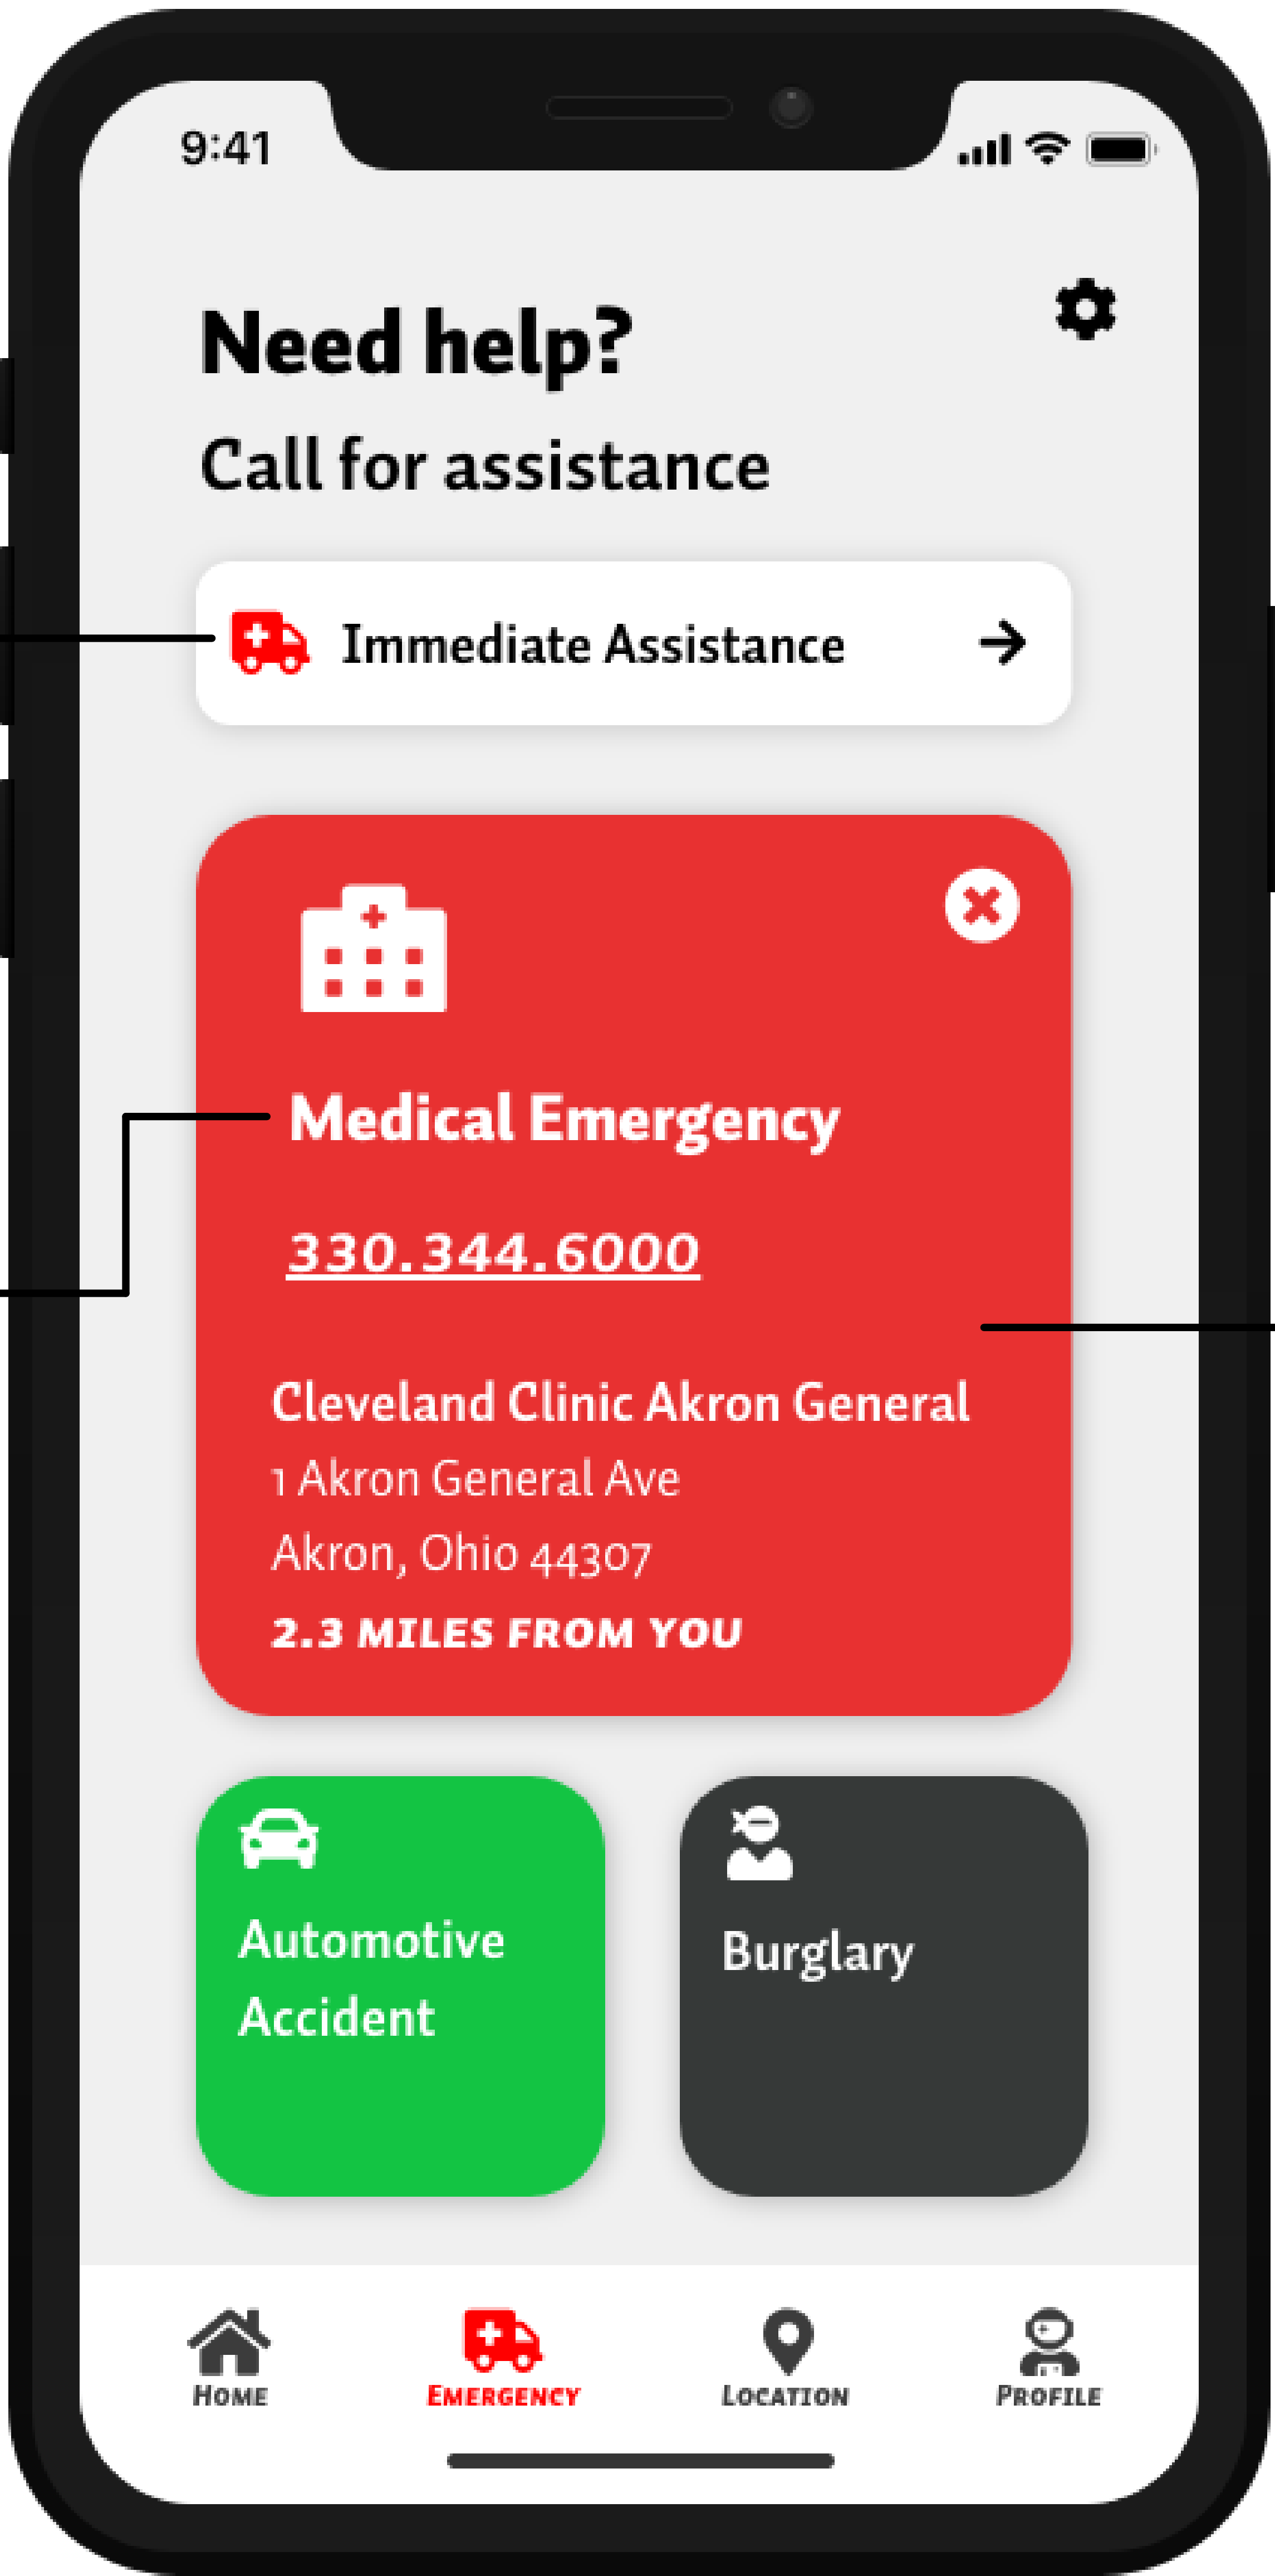 9:41
Need help?
Call for assistance
Immediate Assistance
Medical Emergency
330.344.6000
Cleveland Clinic Akron General
1 Akron General Ave
Akron, Ohio 44307
2.3 MILES FROM YOU
Automotive
Accident
Burglary
HOME
EMERGENCY
LOCATION
PROFILE